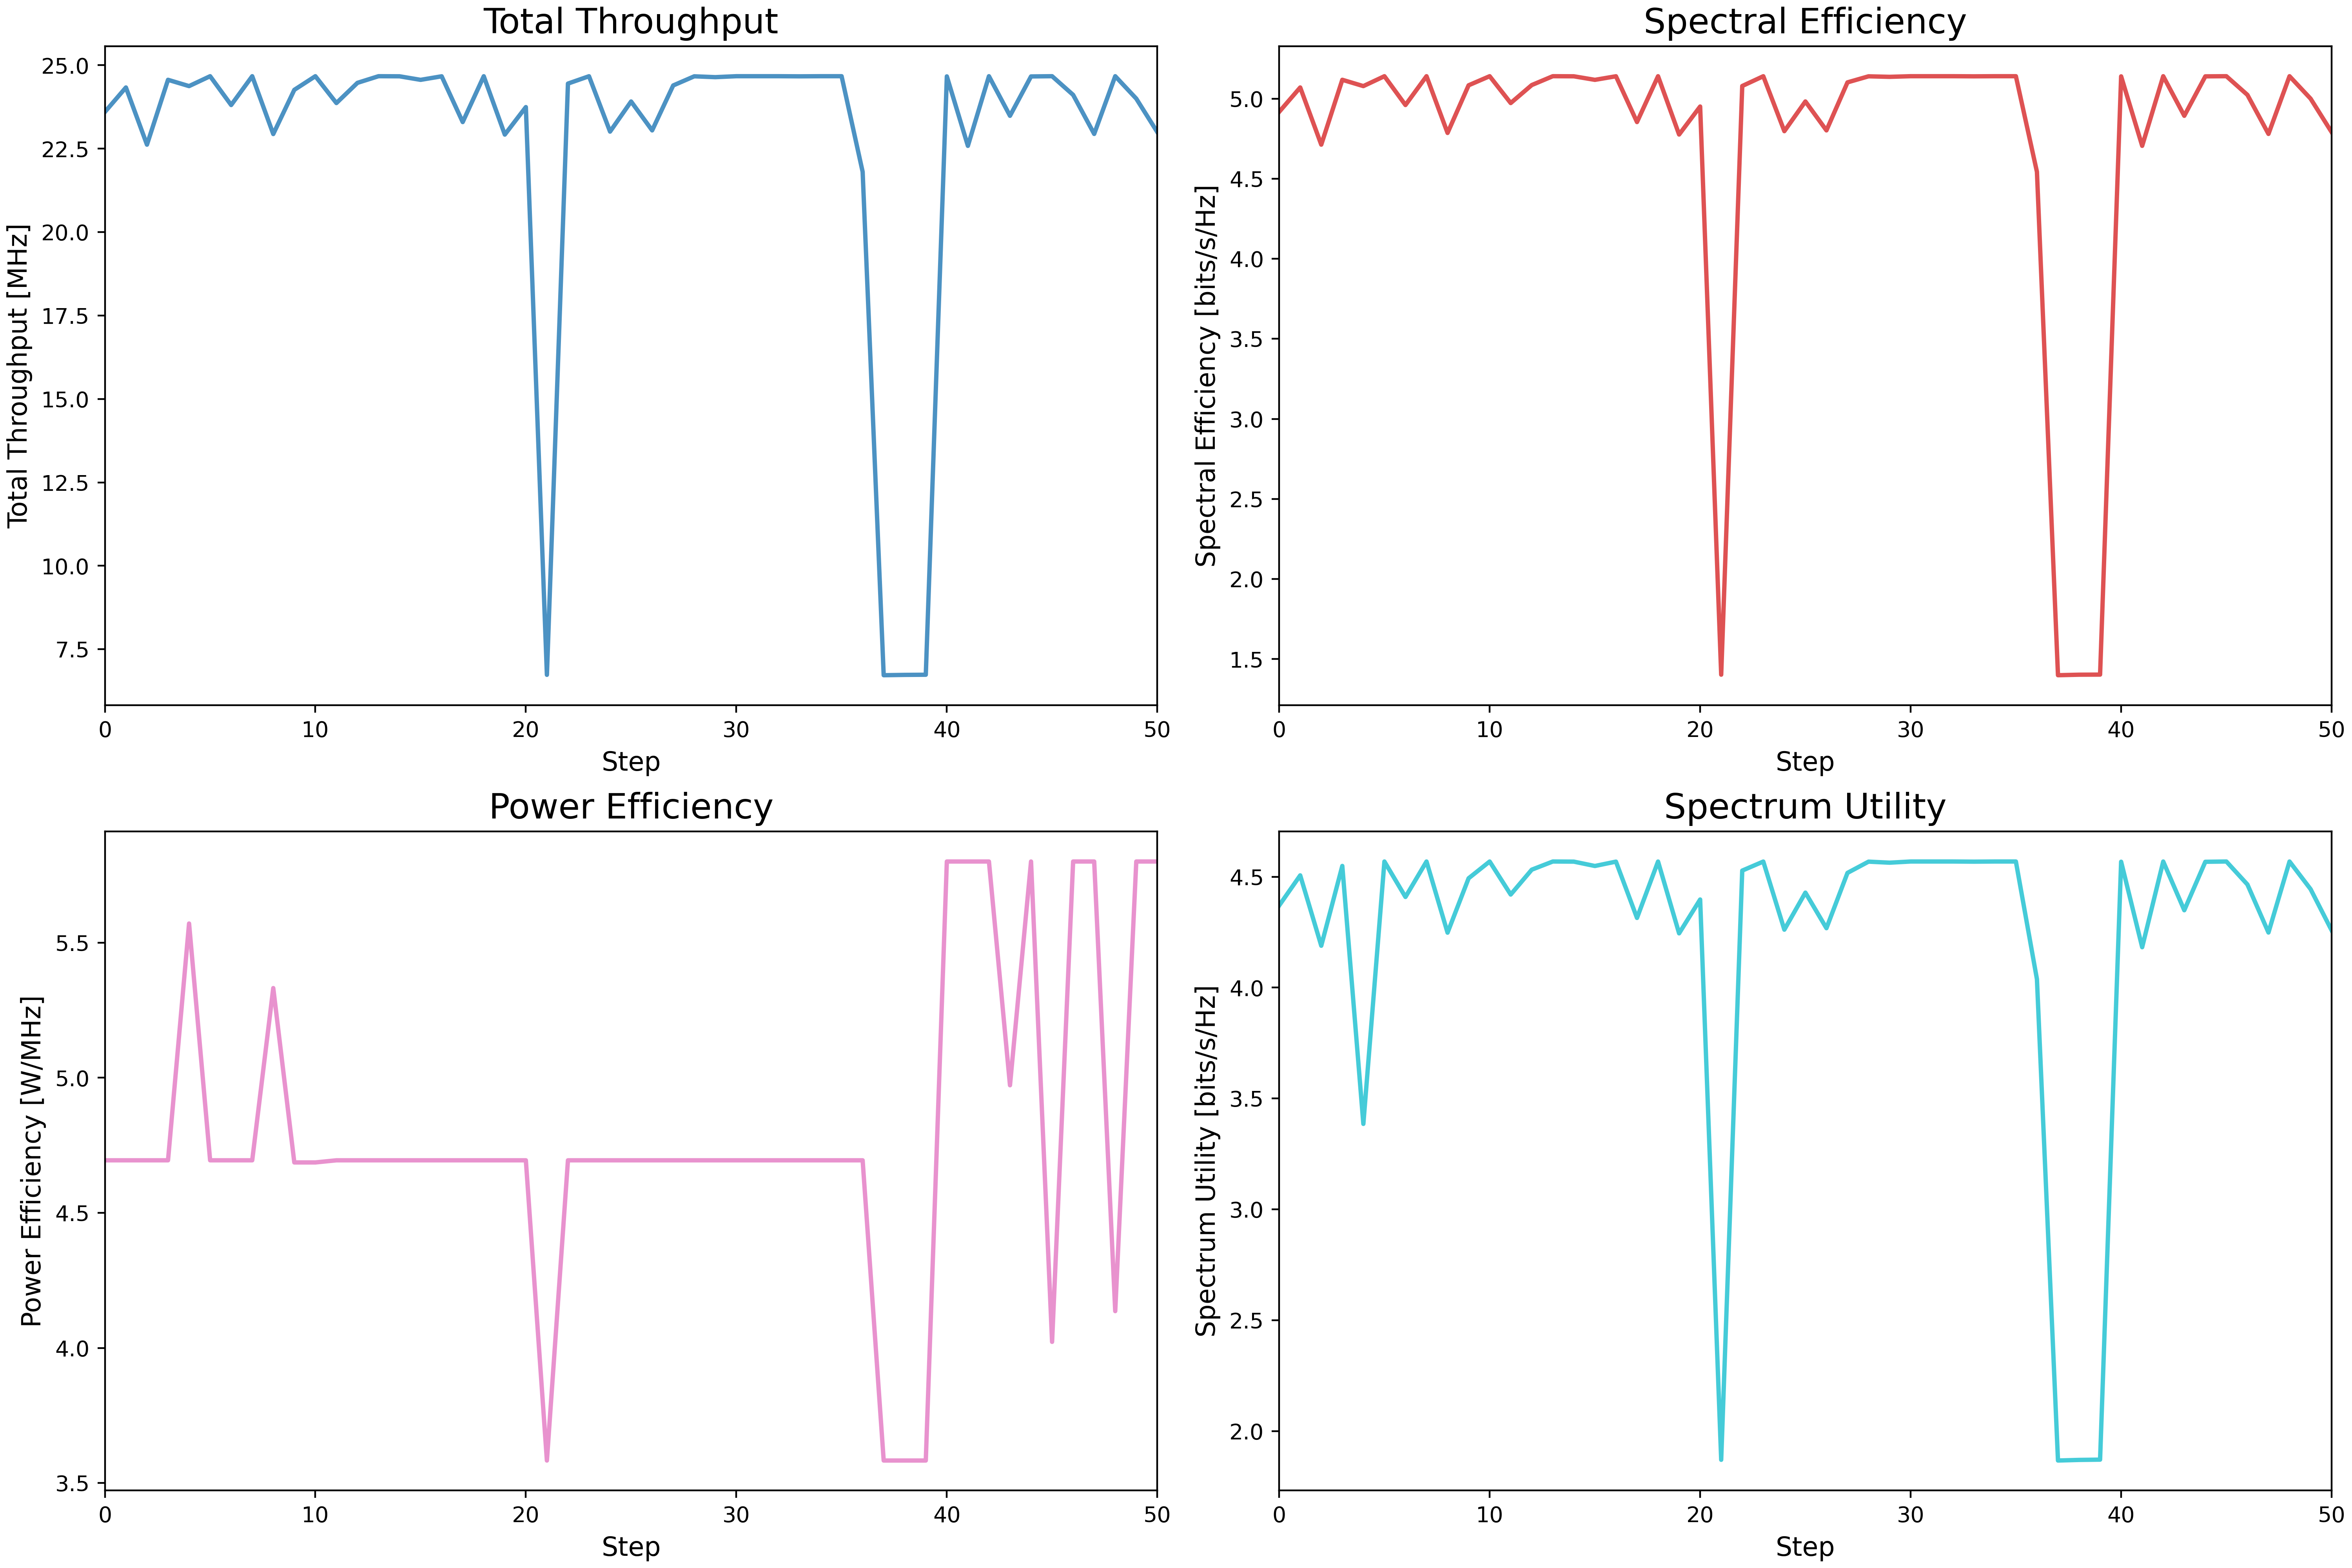 Total Throughput
Total Throughput [MHz]
25.0
22.5
20.0
17.5
15.0
12.5
10.0
7.5
0 10 20 30 40 50
Step
Spectral Efficiency
Spectral Efficiency [bits/s/Hz]
5.0
4.5
4.0
3.5
3.0
2.5
2.0
1.5
0 10 20 30 40 50
Step
Power Efficiency
Power Efficiency [W/MHz]
5.5
5.0
4.5
4.0
3.5
0 10 20 30 40 50
Step
Spectrum Utility
Spectrum Utility [bits/s/Hz]
4.5
4.0
3.5
3.0
2.5
2.0
0 10 20 30 40 50
Step